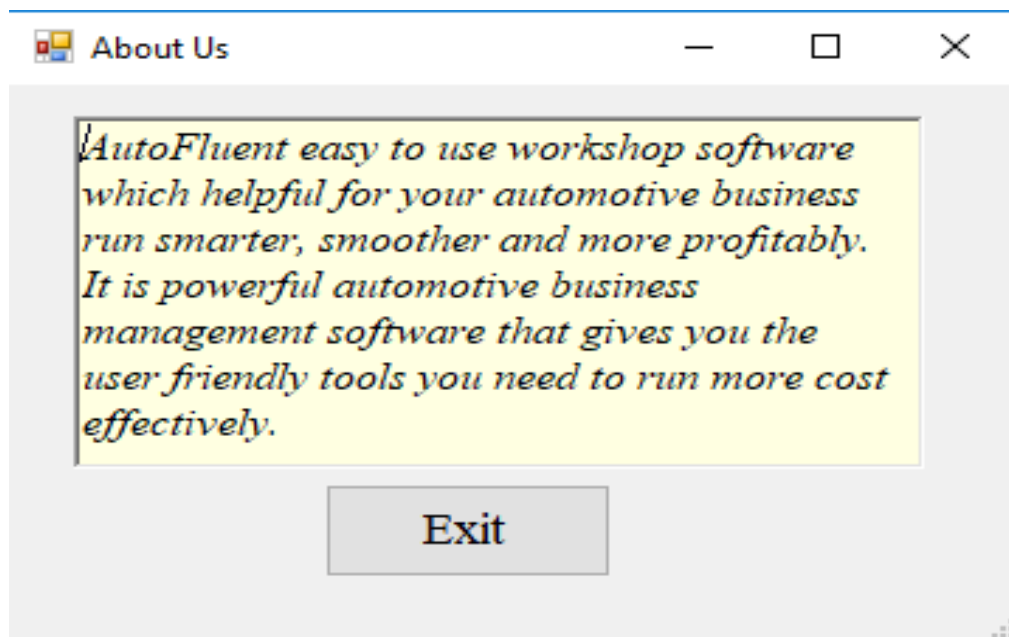 About Us
AutoFluent easy to use workshop software
which helpful for your automotive business
run smarter, smoother and more profitably.
It is powerful automotive business
management software that gives you the
user friendly tools you need to run more cost
effectively.
Exit